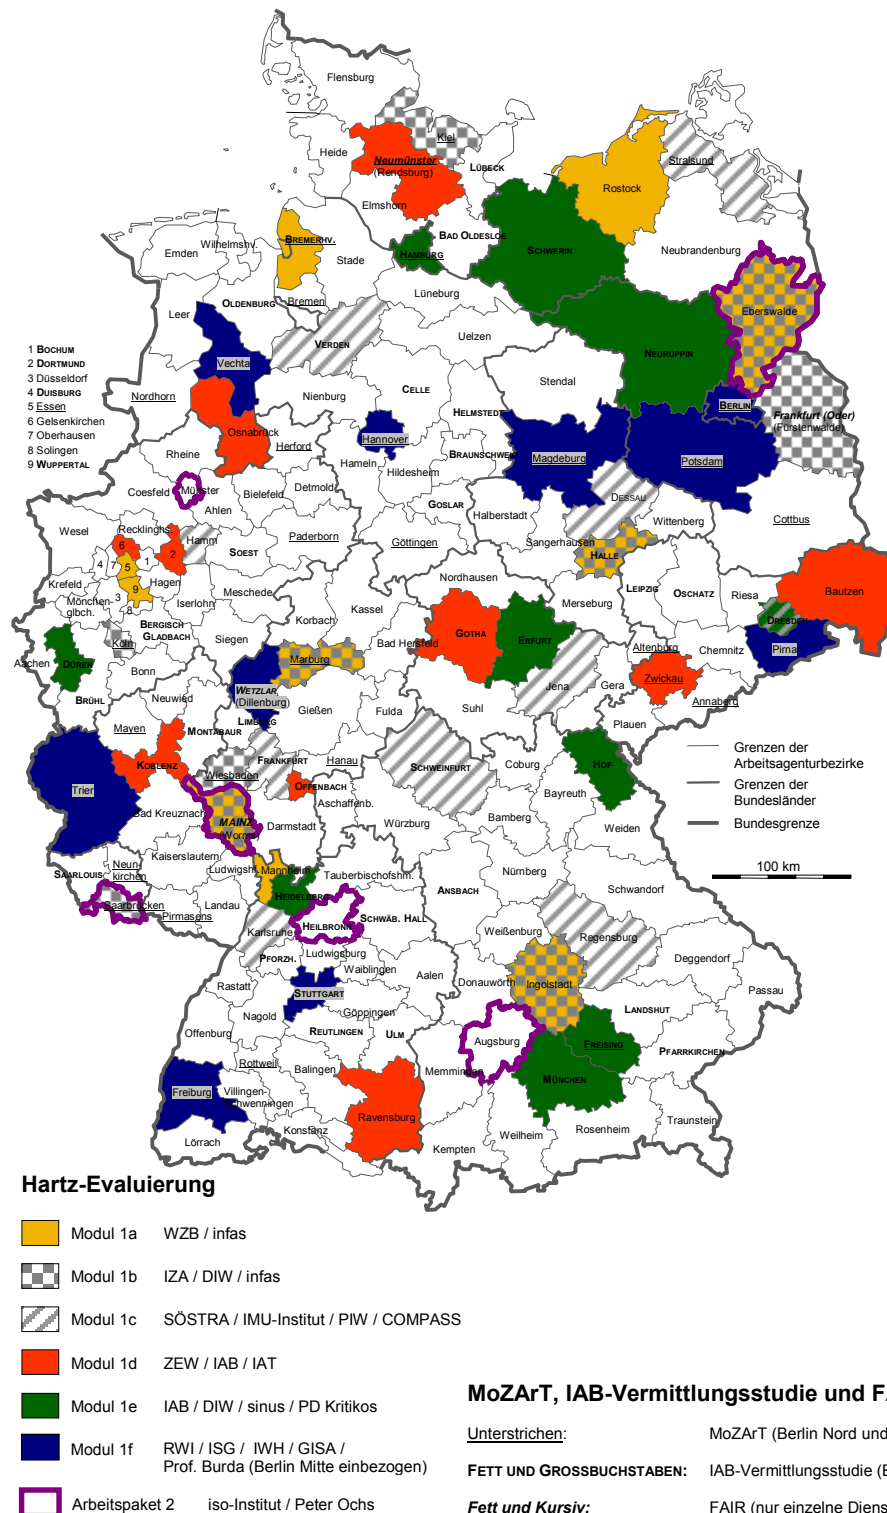 Flensburg
Kiel
Heide
Neumünster
(Rendsburg)
LÜBECK
Stralsund
Rostock
Elmshorn
BREMERHV.
HAMBURG
BAD OLDESLOE
SCHWERIN
Neubrandenburg
Emden
Wilhelmshv.
Stade
Eberswalde
Leer
OLDENBURG
Bremen
Lüneburg
VERDEN
Uelzen
NEURUPPIN
Vechta
1 BOCHUM
2 DORTMUND
3 Düsseldorf
4 DUISBURG
5 Essen
6 Gelsenkirchen
7 Oberhausen
8 Solingen
9 WUPPERTAL
Nordhorn
Nienburg
CELLE
Stendal
BERLIN
Frankfurt (Oder)
(Fürstenwalde)
Osnabrück
Herford
Hannover
HELMSTEDT
BRAUNSCHWEIG
Magdeburg
Potsdam
Rheine
Hameln
Hildesheim
Coesfeld
Münster
Bielefeld
Detmold
GOSLAR
DESSAU
Ahlen
Halberstadt
Wittenberg
Cottbus
Wesel
Recklinghs.
Hamm
SOEST
Paderborn
Göttingen
Sangerhausen
HALLE
6
2
4
7
5
1
Krefeld
Hagen
9
3
8
Mönchen-
glbch.
Iserlohn
Meschede
Nordhausen
LEIPZIG
OSCHATZ
Riesa
Bautzen
Merseburg
BERGISCH
GLADBACH
Köln
Siegen
Korbach
Kassel
Bad Hersfeld
GOTHA
ERFURT
DRESDEN
Altenburg
Chemnitz
Pirna
Aachen
DÜREN
Bonn
Marburg
Jena
Gera
Zwickau
Annaberg
BRÜHL
Neuwied
WETZLAR
(Dillenburg)
LIMBURG
Gießen
Fulda
Suhl
Plauen
Mayen
MONTABAUR
Grenzen der
Arbeitsagenturbezirke
Grenzen der
Bundesländer
Bundesgrenze
100 km
KOBLENZ
Wiesbaden
FRANKFURT
Hanau
SCHWEINFURT
Coburg
HOF
Trier
OFFENBACH
Bayreuth
Aschaffenb.
Bad Kreuznach
MAINZ
(Worms)
Darmstadt
Würzburg
Bamberg
Weiden
Kaiserslautern
SAARLOUIS
Neun-
kirchen
Ludwigshf.
Mannheim
Tauberbischofshm.
Nürnberg
Schwandorf
Saarbrücken
Pirmasens
Landau
HEIDELBERG
ANSBACH
HEILBRONN
SCHWÄB. HALL
Weißenburg
Regensburg
Karlsruhe
PFORZH.
Ludwigsburg
Waiblingen
Aalen
Deggendorf
Rastatt
STUTTGART
Donauwörth
Ingolstadt
Passau
Nagold
Göppingen
LANDSHUT
Offenburg
REUTLINGEN
ULM
Augsburg
FREISING
PFARRKIRCHEN
Rottweil
Balingen
Memmingen
MÜNCHEN
Freiburg
Villingen-
Schwenningen
Ravensburg
Traunstein
Lörrach
Konstanz
Kempten
Weilheim
Rosenheim
Hartz-Evaluierung
Modul 1a WZB / infas
Modul 1b IZA / DIW / infas
Modul 1c SÖSTRA / IMU-Institut / PIW / COMPASS
Modul 1d ZEW / IAB / IAT
Modul 1e IAB / DIW / sinus / PD Kritikos
Modul 1f RWI / ISG / IWH / GISA /
Prof. Burda (Berlin Mitte einbezogen)
Arbeitspaket 2 iso-Institut / Peter Ochs
MoZArT, IAB-Vermittlungsstudie und FA
Unterstrichen: MoZArT (Berlin Nord und
FETT UND GROSSBUCHSTABEN: IAB-Vermittlungsstudie (B
Fett und Kursiv: FAIR (nur einzelne Diens